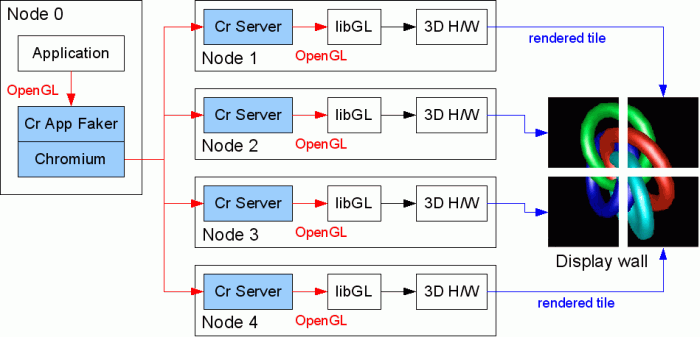 Node 0
Application
OpenGL
Cr App Faker
Chromium
Cr Server
libGL
3D H/W
OpenGL
Node 1
rendered tile
Cr Server
libGL
3D H/W
OpenGL
Node 2
Cr Server
libGL
3D H/W
OpenGL
Node 3
Display wall
Cr Server
libGL
3D H/W
OpenGL
Node 4
rendered tile